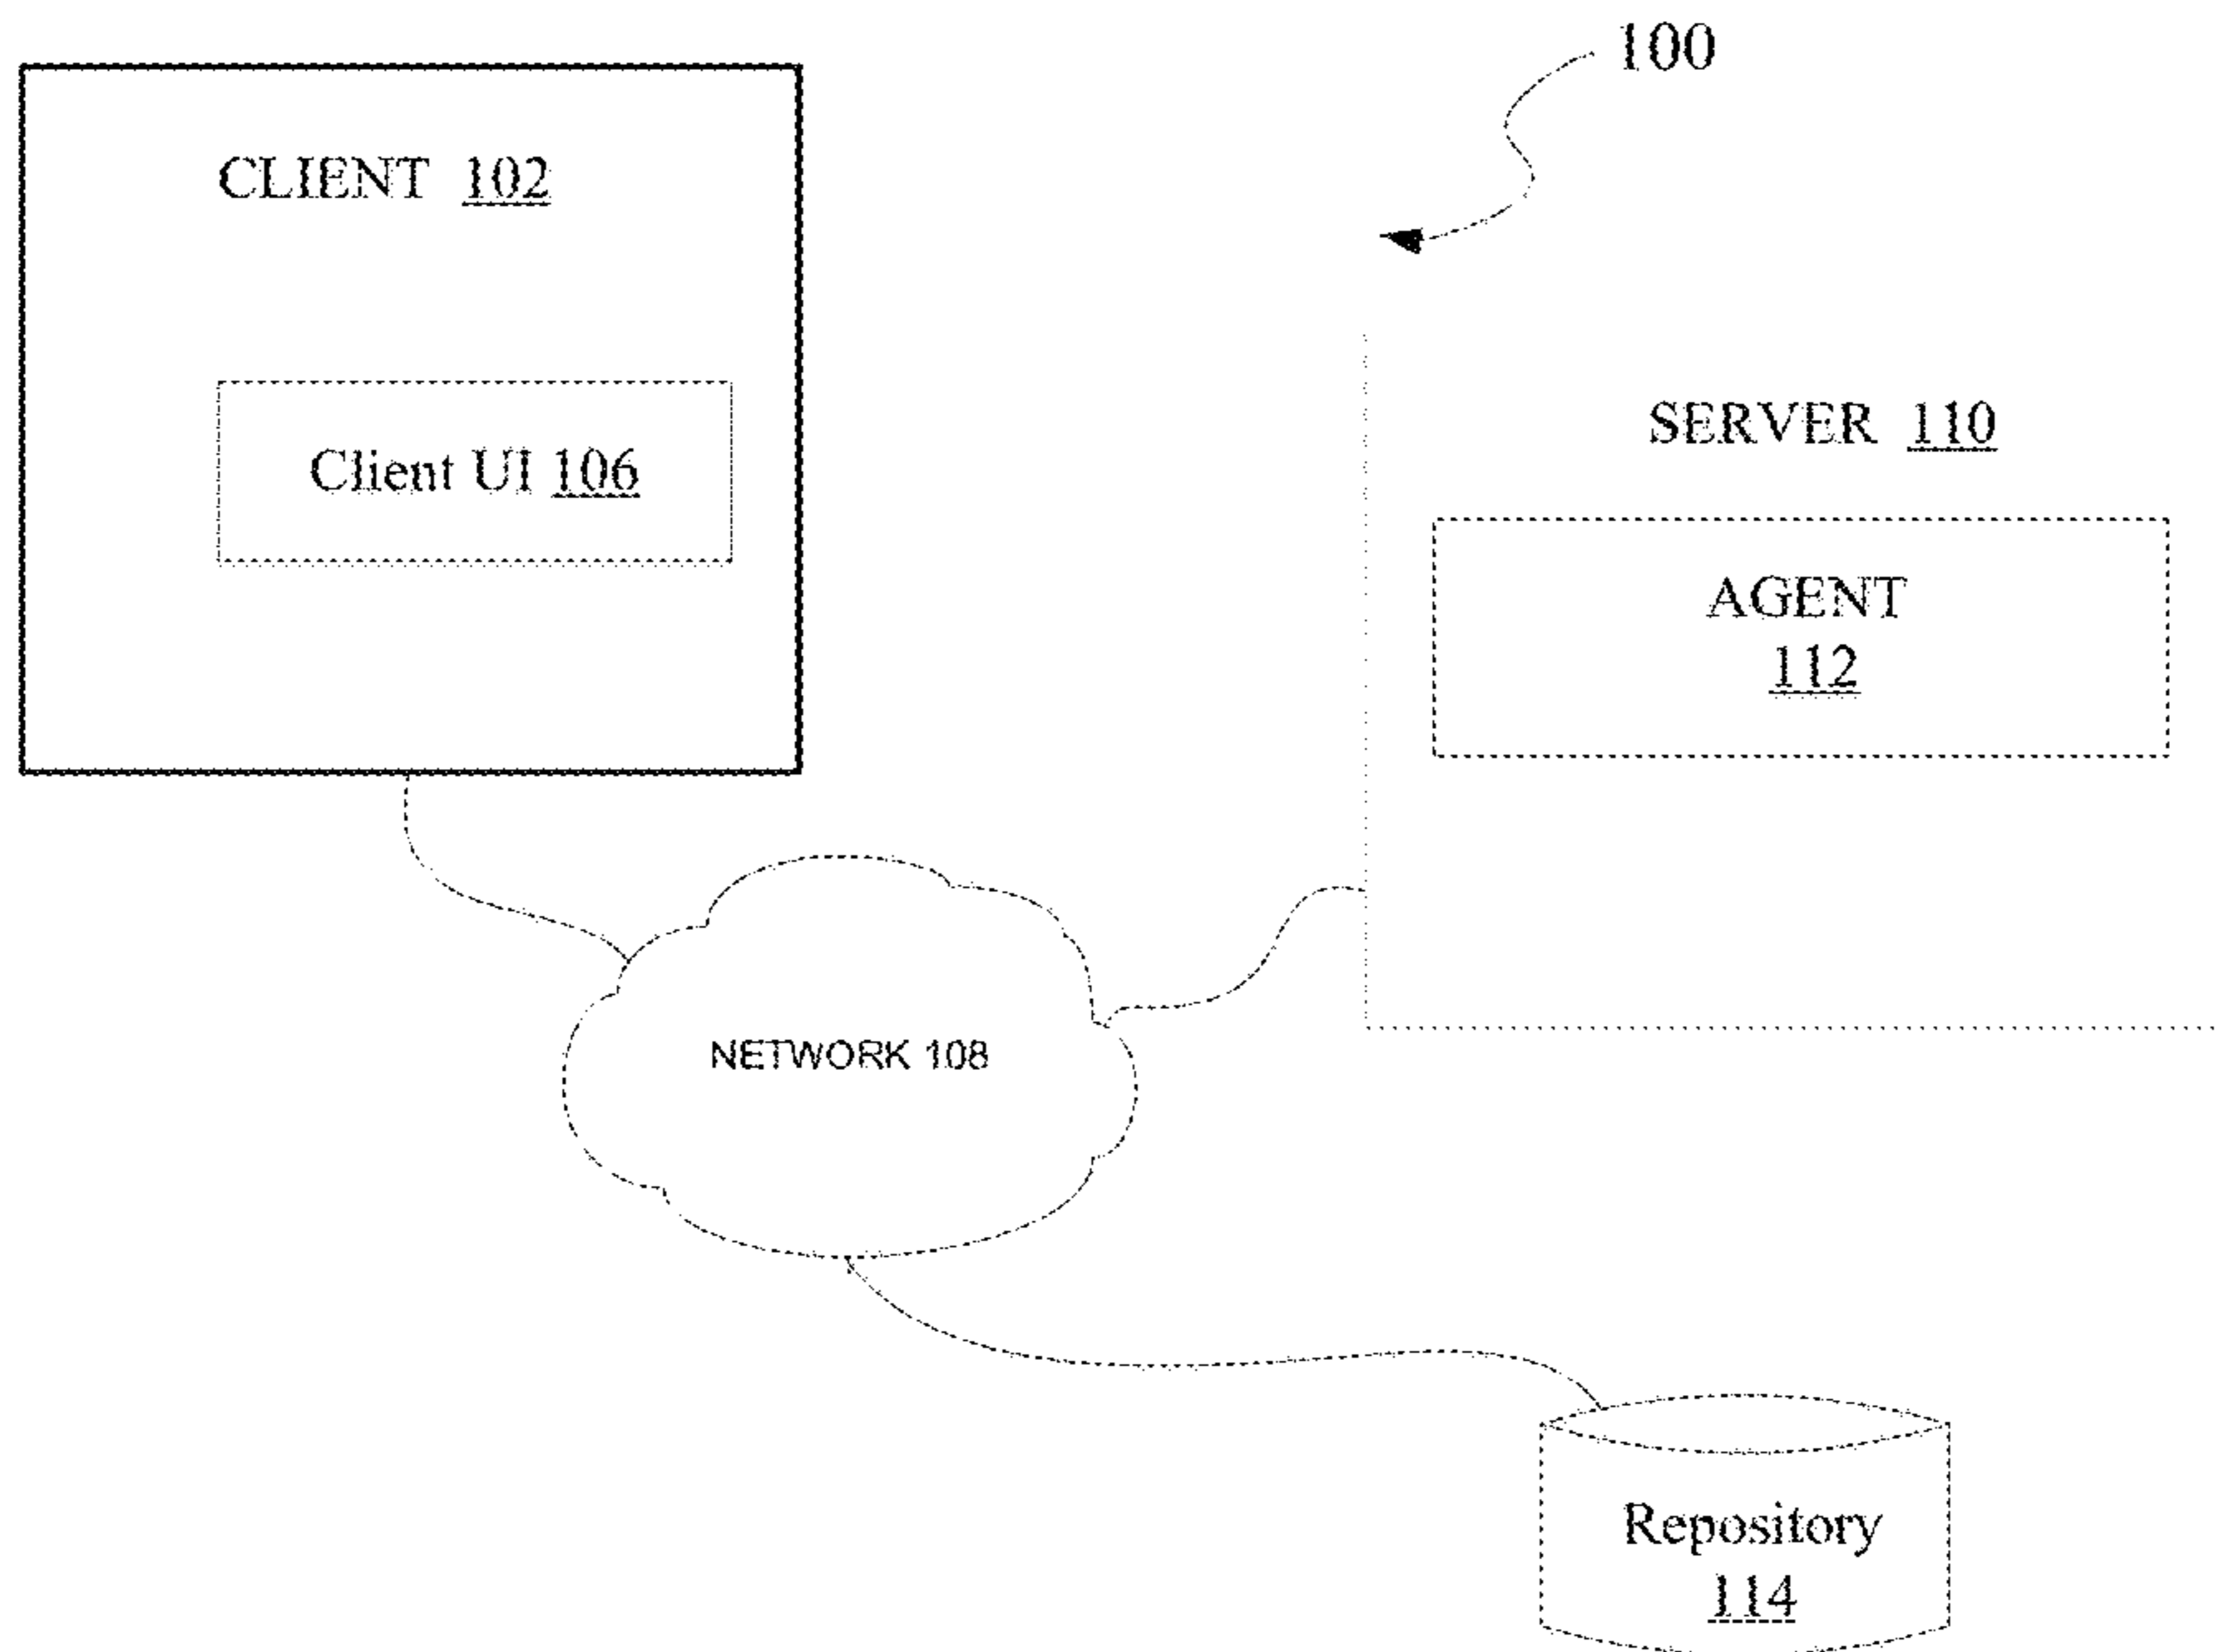 100
CLIENT 102
Client UI 106
SERVER 110
AGENT
112
NETWORK 108
Repository
114